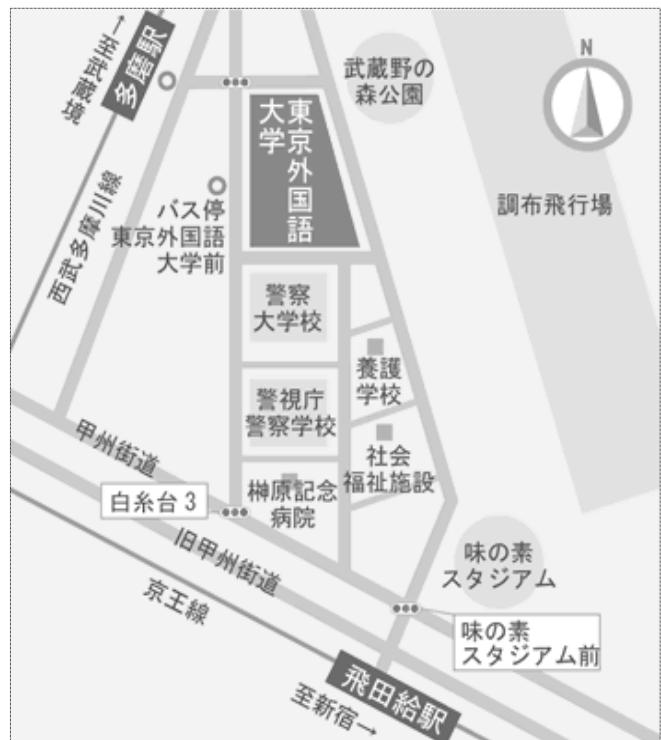 ←至武蔵境
多磨駅
武蔵野の
森公園
N
東京外国語
大学
調布飛行場
西武多摩川線
バス停
東京外国語
大学前
警察
大学校
養護
学校
警視庁
警察学校
甲州街道
社会
福祉施設
榊原記念
病院
白糸台3
旧甲州街道
味の素
スタジアム
京王線
味の素
スタジアム前
飛田給駅
至新宿→